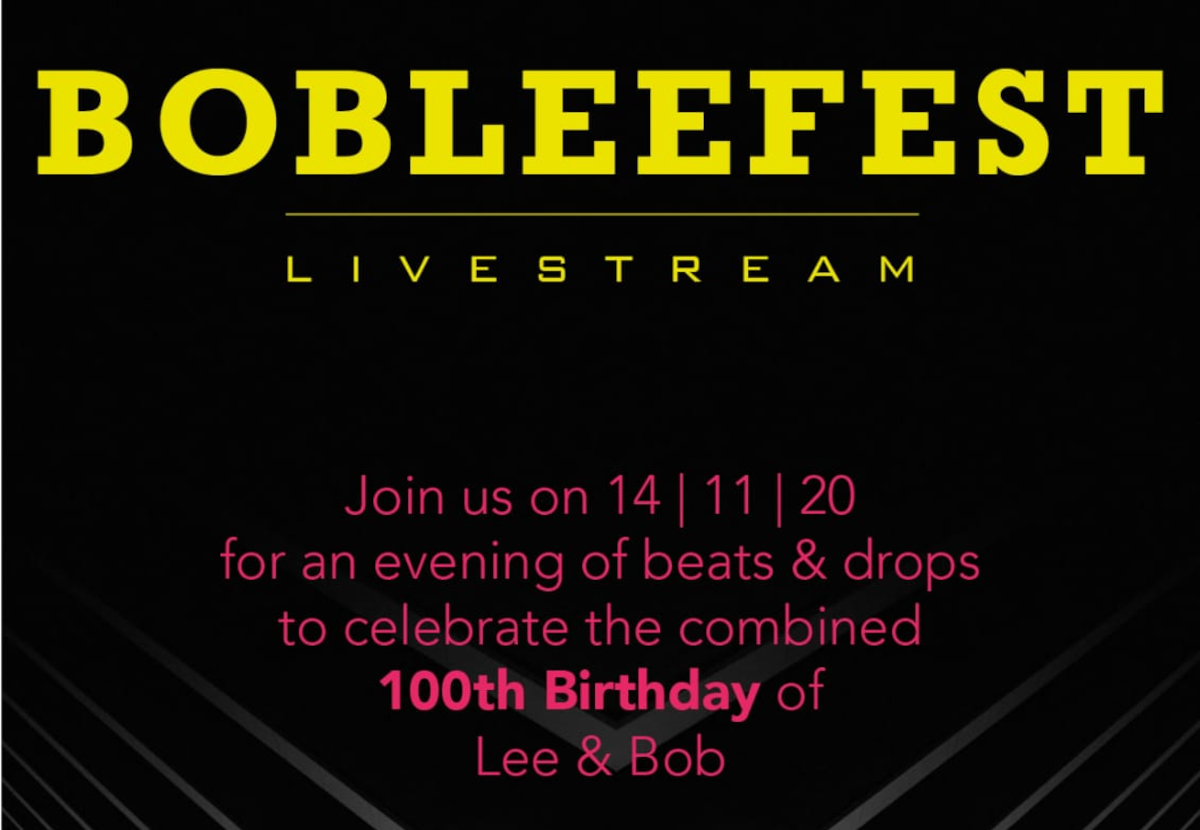 BOBLEEFEST
LIVESTREAM
Join us on 14 | 11 | 20
for an evening of beats & drops
to celebrate the combined
100th Birthday of
Lee & Bob